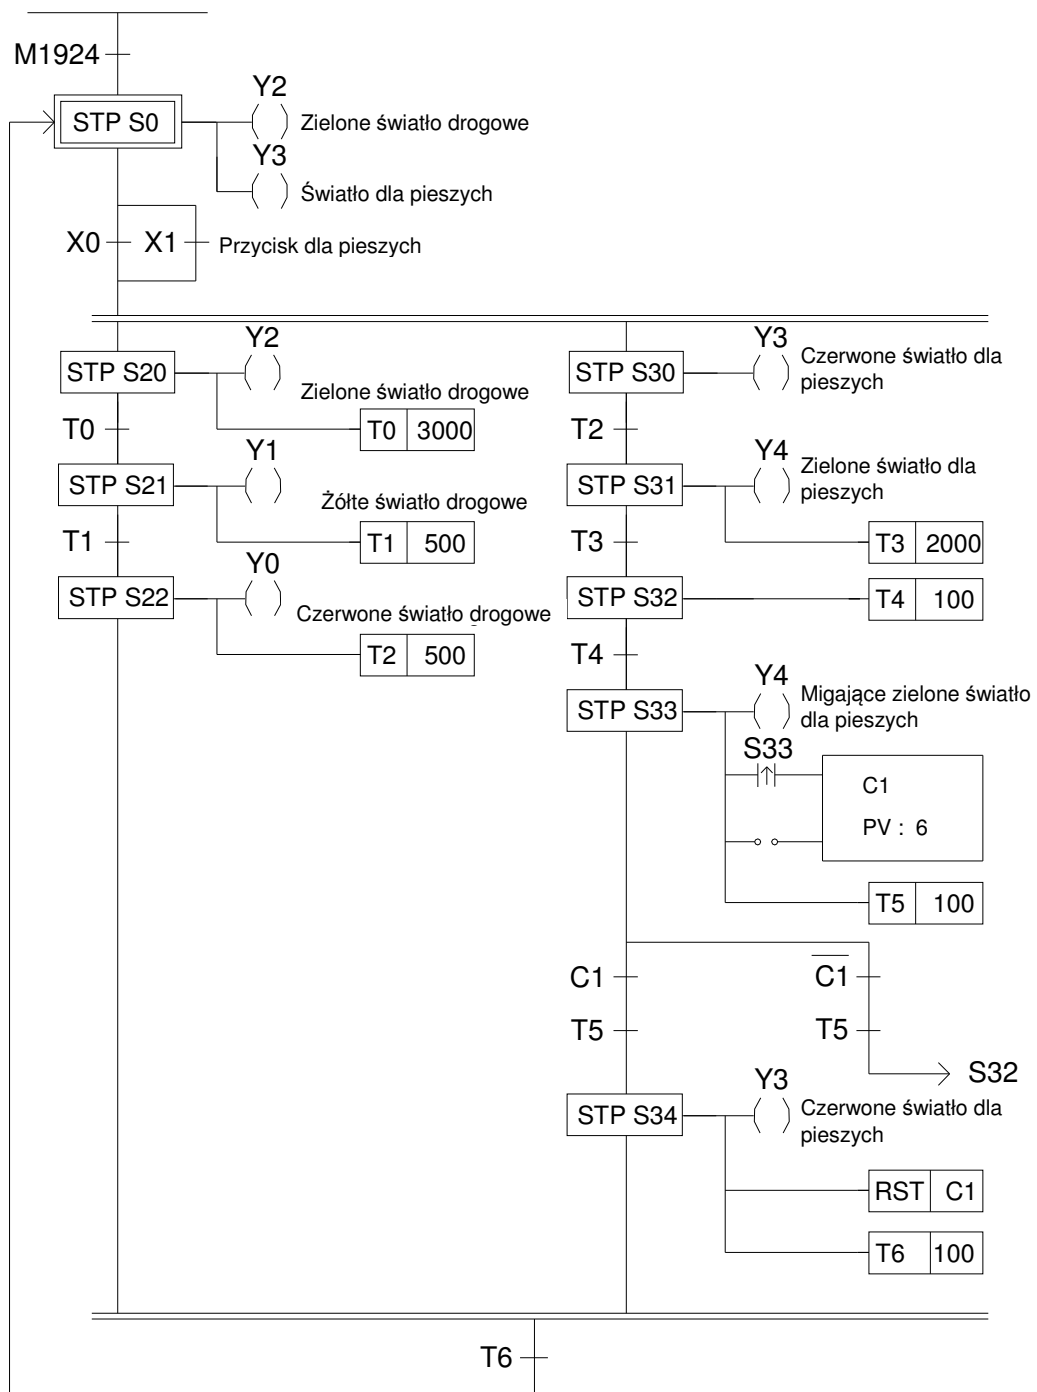 M1924
Y2
STP S0
Zielone światło drogowe
Y3
Światło dla pieszych
X0
X1
Przycisk dla pieszych
Y2
STP S20
Zielone światło drogowe
T0
T0 3000
Y1
STP S21
Żółte światło drogowe
T1
T1 500
Y0
STP S22
Czerwone światło drogowe
T2 500
Y3
STP S30
Czerwone światło dla
pieszych
T2
Y4
STP S31
Zielone światło dla
pieszych
T3
T3 2000
STP S32
T4 100
T4
Y4
STP S33
Migające zielone światło
dla pieszych
S33
C1
PV : 6
T5 100
C1
C1
T5
T5
S32
Y3
STP S34
Czerwone światło dla
pieszych
RST C1
T6 100
T6